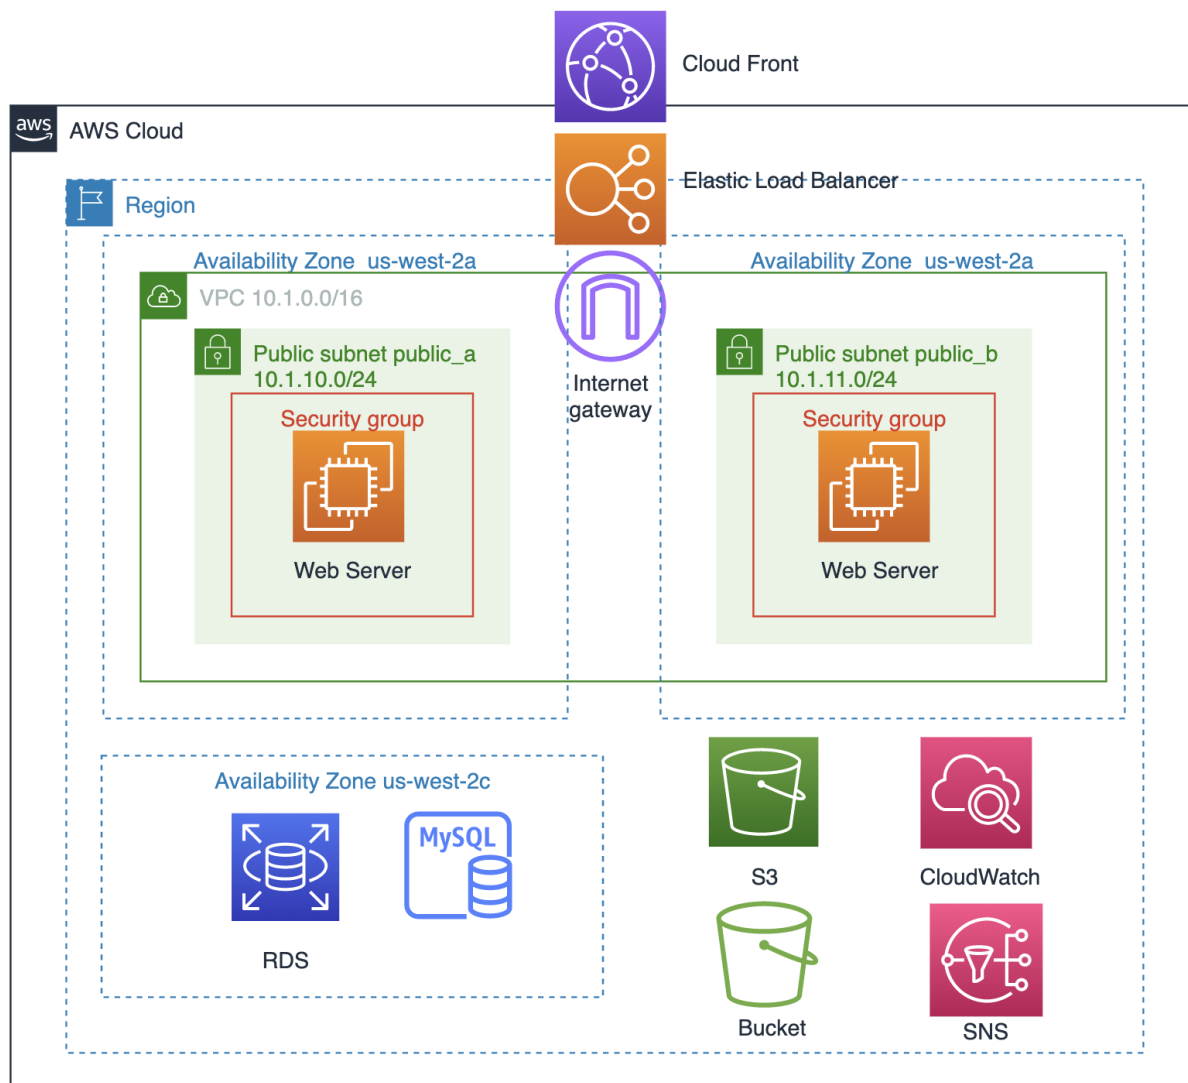 Cloud Front
aws
AWS Cloud
Elastic Load Balancer
Region
Availability Zone us-west-2a
Availability Zone us-west-2a
VPC 10.1.0.0/16
Public subnet public_a
10.1.10.0/24
Public subnet public_b
10.1.11.0/24
Internet
gateway
Security group
Security group
Web Server
Web Server
Availability Zone us-west-2c
MySQL
RDS
S3
CloudWatch
Bucket
SNS